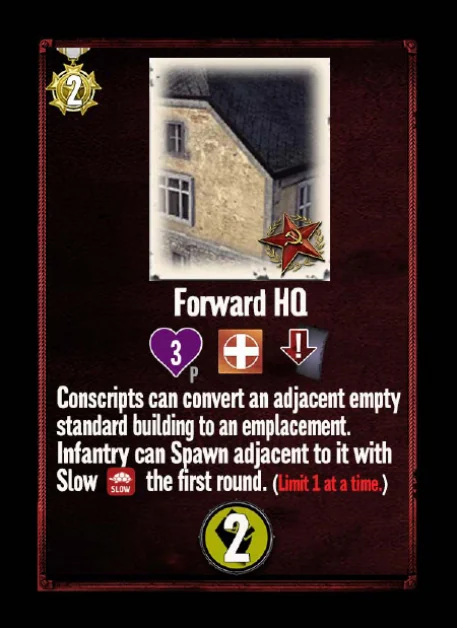 2
Forward HQ
3
P
Conscripts can convert an adjacent empty
standard building to an emplacement.
Infantry can Spawn adjacent to it with
Slow SLOW the first round. (Limit 1 at a time.)
2